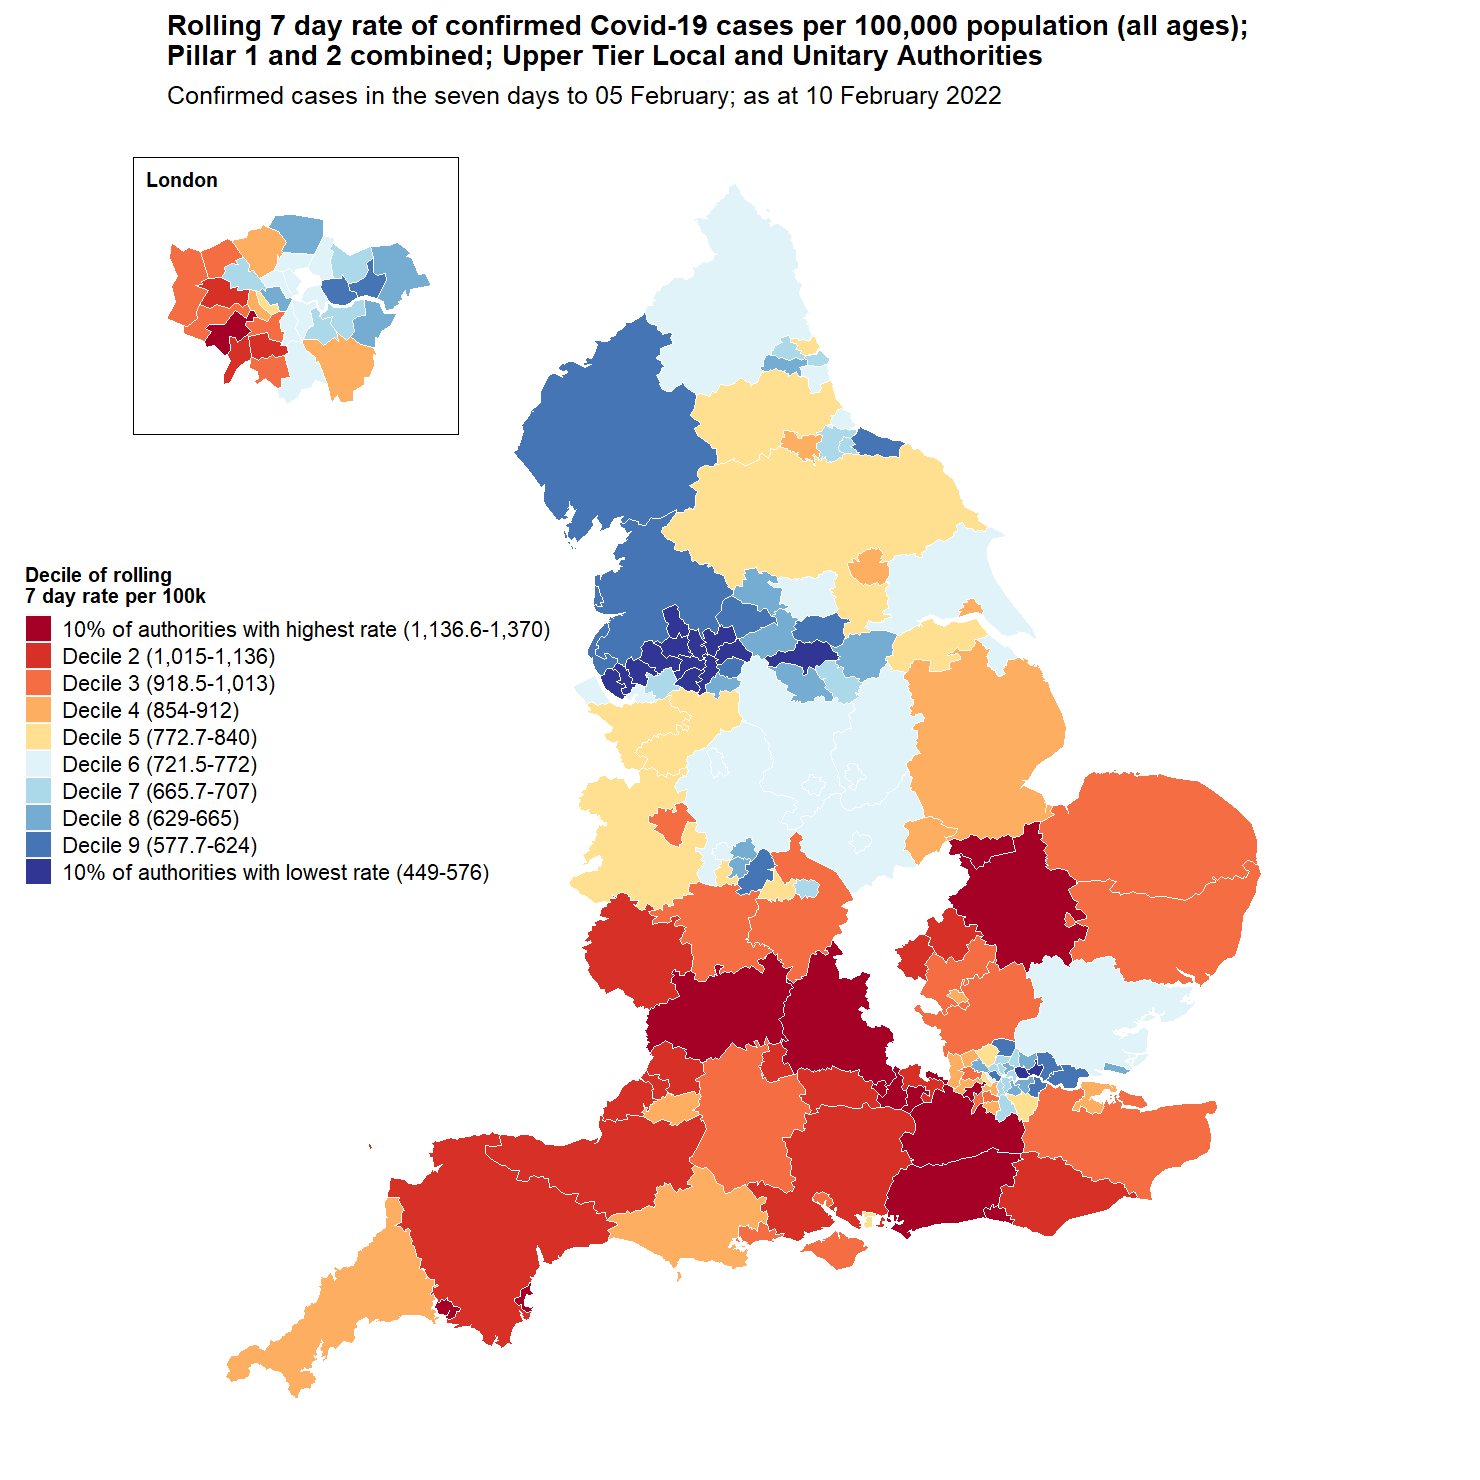 Rolling 7 day rate of confirmed Covid-19 cases per 100,000 population (all ages);
Pillar 1 and 2 combined; Upper Tier Local and Unitary Authorities
Confirmed cases in the seven days to 05 February; as at 10 February 2022
London
Decile of rolling
7 day rate per 100k
10% of authorities with highest rate (1,136.6-1,370)
Decile 2 (1,015-1,136)
Decile 3 (918.5-1,013)
Decile 4 (854-912)
Decile 5 (772.7-840)
Decile 6 (721.5-772)
Decile 7 (665.7-707)
Decile 8 (629-665)
Decile 9 (577.7-624)
10% of authorities with lowest rate (449-576)